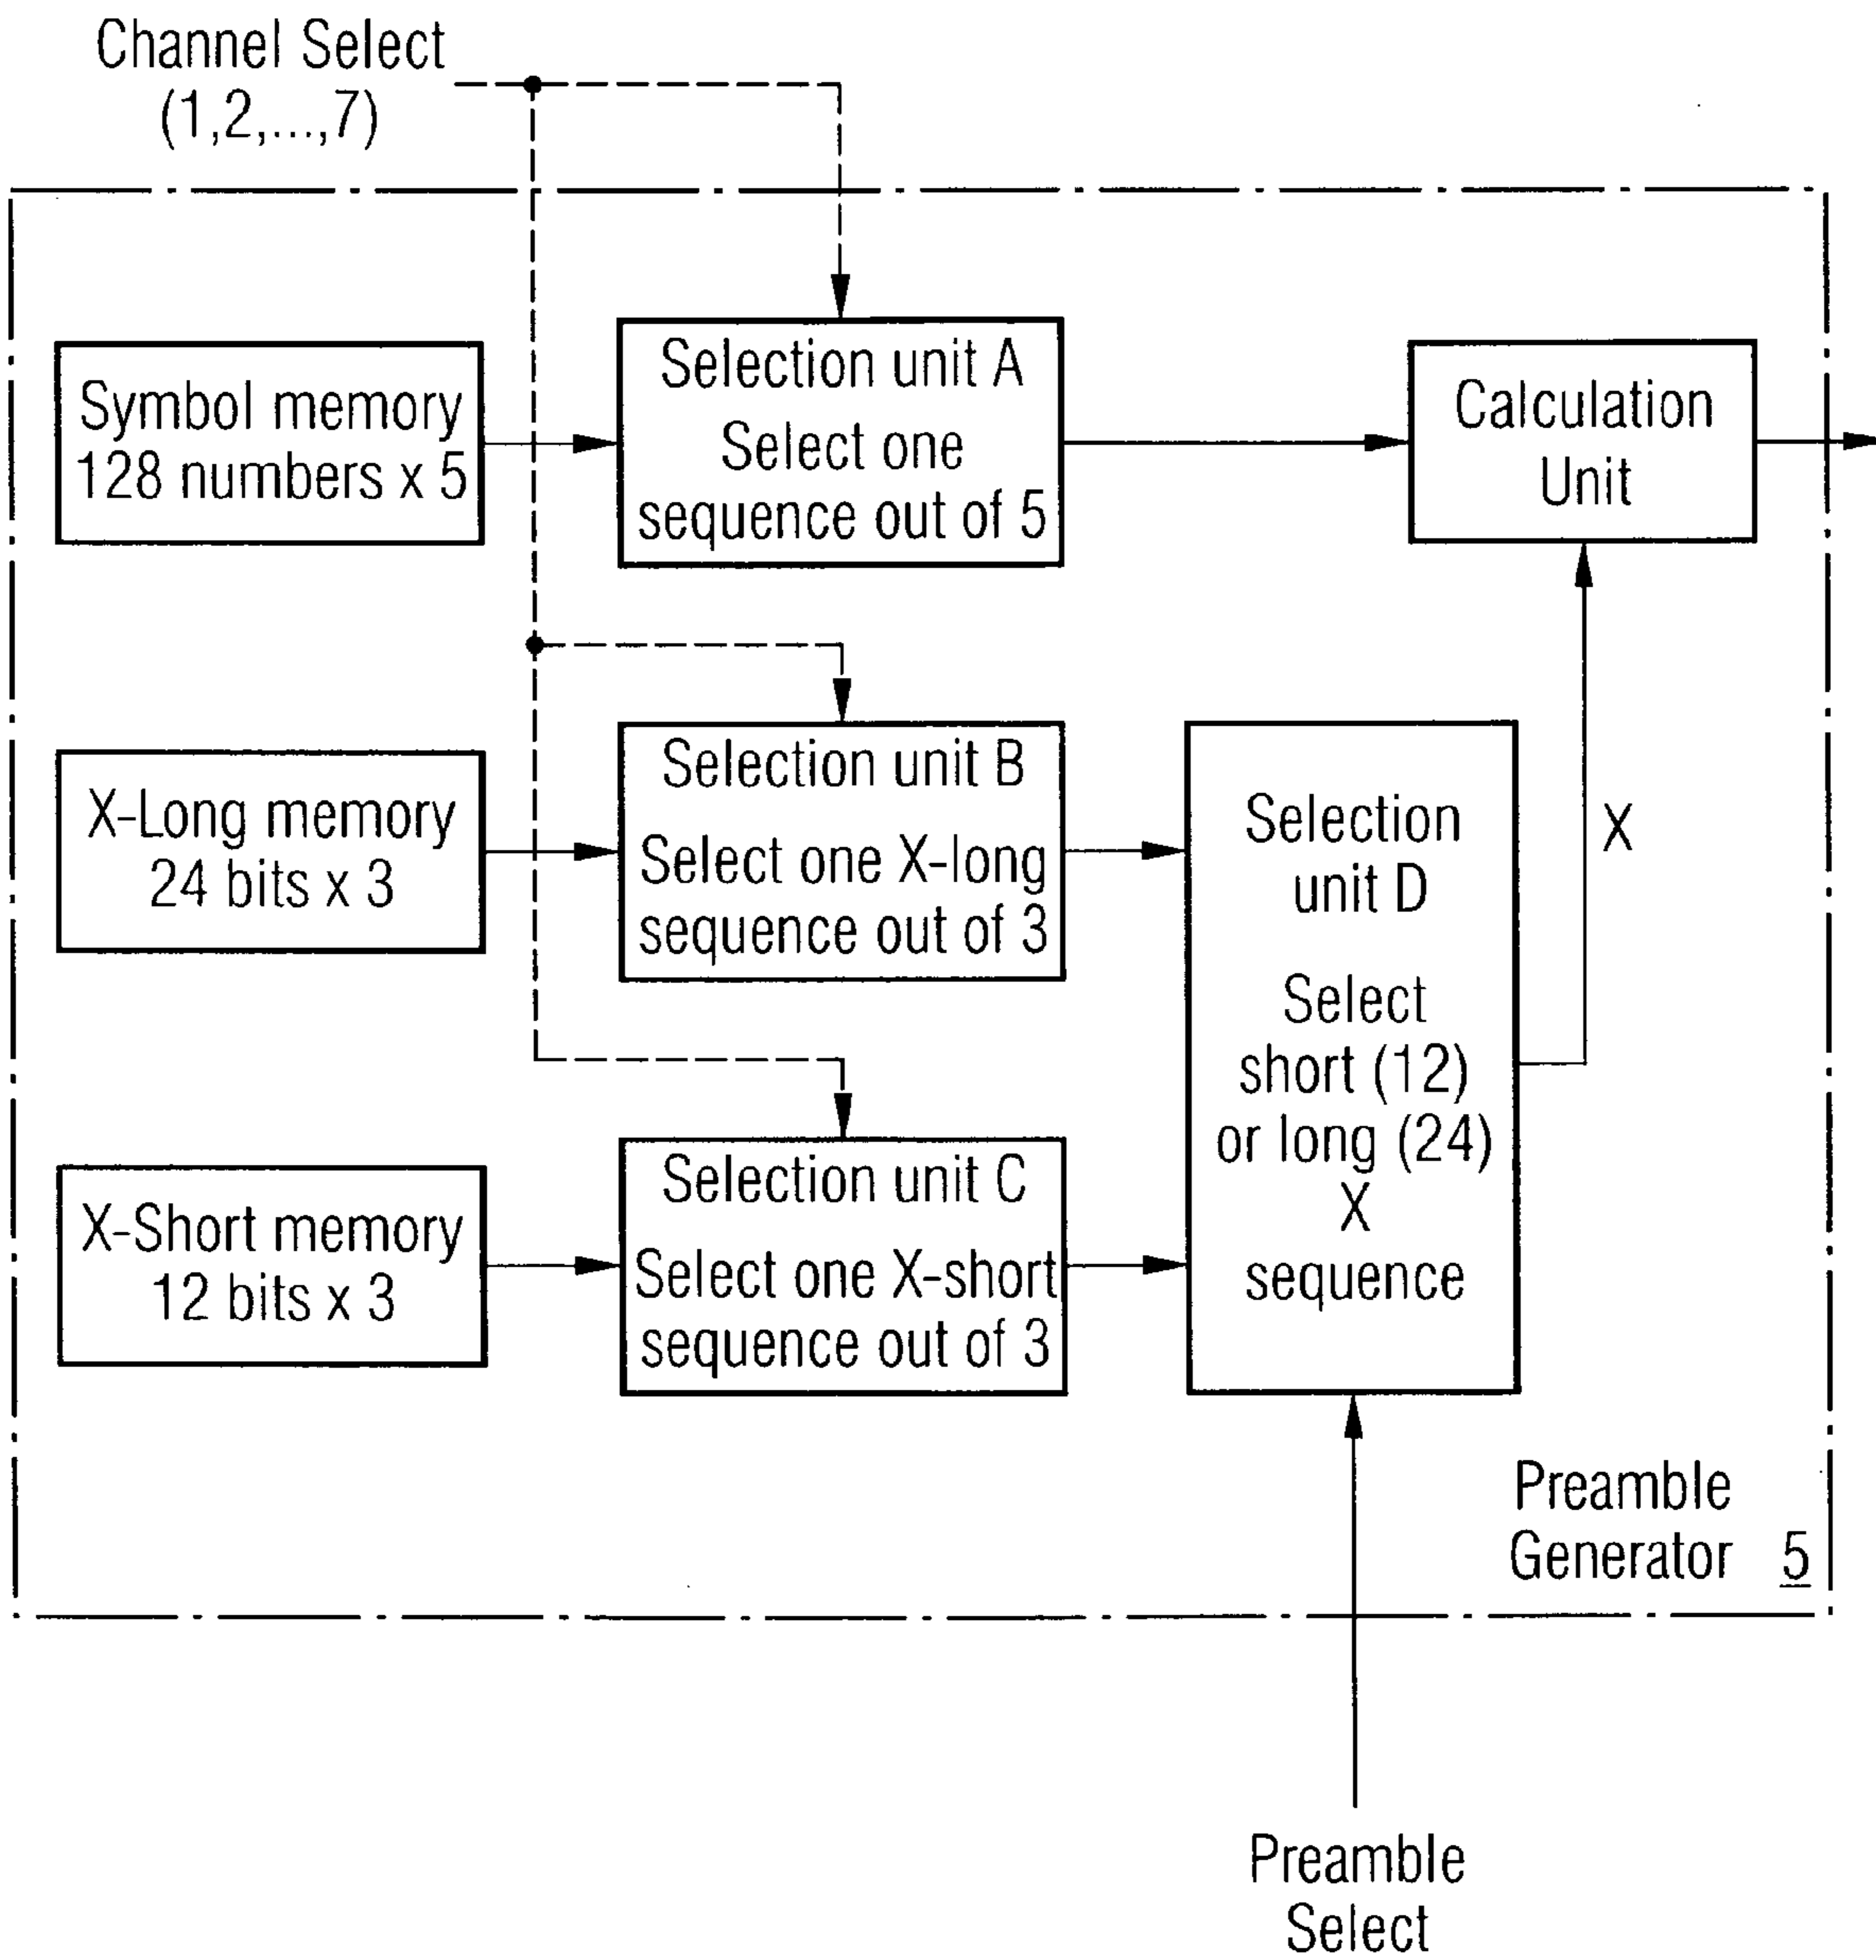 Channel Select
(1,2,...,7)
Symbol memory
128 numbers x 5
Selection unit A
Select one
sequence out of 5
Calculation
Unit
X-Long memory
24 bits x 3
Selection unit B
Select one X-long
sequence out of 3
Selection
unit D
Select
short (12)
or long (24)
X
sequence
X
X-Short memory
12 bits x 3
Selection unit C
Select one X-short
sequence out of 3
Preamble
Generator 5
Preamble
Select